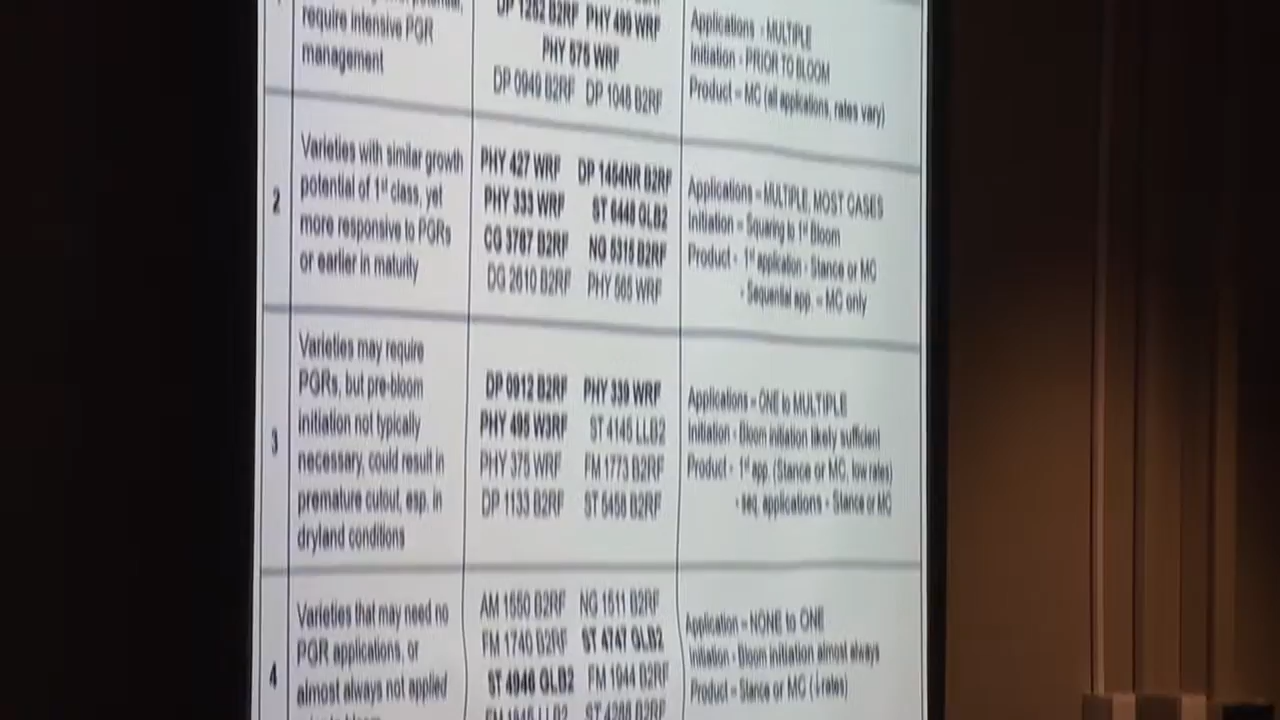 require intensive PGR
management
DP 1252 B2RF PHY 499 WRF
PHY 575 WRF
DP 0949 B2RF DP 1048 B2RF
Applications - MULTIPLE
Initiation - PRIOR TO BLOOM
Product – MC (all applications, rates vary)
2
Varieties with similar growth
potential of 1st class, yet
more responsive to PGRs
or earlier in maturity
PHY 427 WRF DP 1454NR B2RF
PHY 333 WRF ST 6448 GLB2
CG 3787 B2RF NG 5315 B2RF
DG 2610 B2RF PHY 565 WRF
Applications – MULTIPLE, MOST CASES
Initiation – Squaring to 1st Bloom
Product - 1st application - Stance or MC
- Sequential app. – MC only
3
Varieties may require
PGRs, but pre-bloom
initiation not typically
necessary, could result in
premature cutout, esp. in
dryland conditions
DP 0912 B2RF PHY 339 WRF
PHY 495 W3RF ST 4145 LLB2
PHY 375 WRF FM 1773 B2RF
DP 1133 B2RF ST 5458 B2RF
Applications – ONE to MULTIPLE
Initiation - Bloom initiation likely sufficient
Product - 1st app. (Stance or MC, low rates)
- seq. applications - Stance or MC
4
Varieties that may need no
PGR applications, or
almost always not applied
AM 1550 B2RF NG 1511 B2RF
FM 1740 B2RF ST 4747 GLB2
ST 4946 GLB2 FM 1944 B2RF
ST 4288 B2RF
Application – NONE to ONE
Initiation - Bloom initiation almost always
Product – Stance or MC (↓rates)